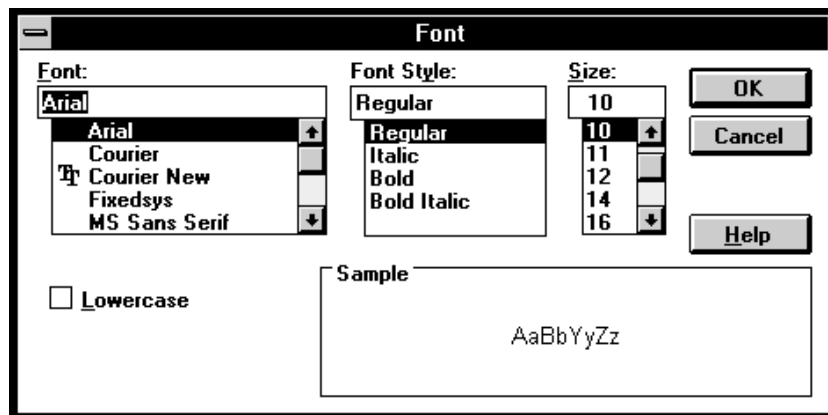 Font
Font: Font Style: Size:
Arial Regular 10 OK
Arial Regular 10 Cancel
Courier Italic 11
Courier New Bold 12
Fixedsys Bold Italic 14
MS Sans Serif 16 Help
Lowercase Sample
AaBbYyZz